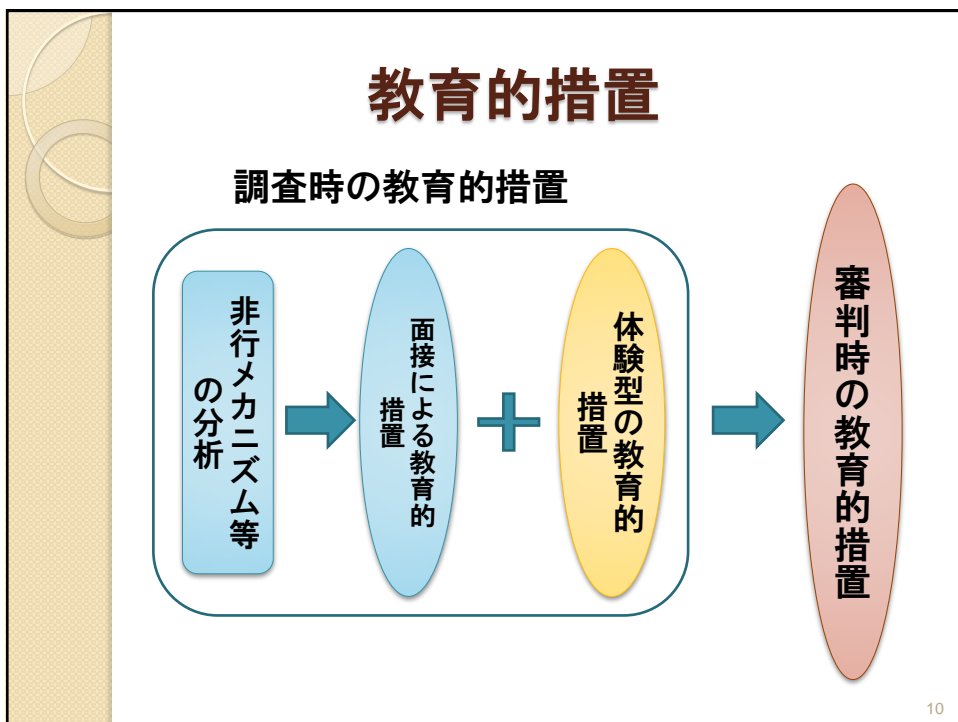 教育的措置
調査時の教育的措置
非行メカニズム等
の分析
面接による教育的
措置
体験型の教育的
措置
審判時の教育的措置
10